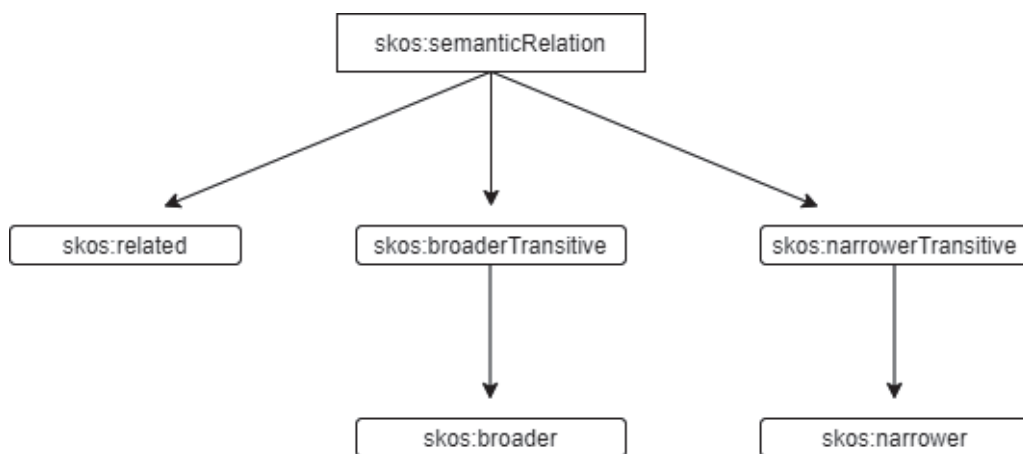 skos:semanticRelation
skos:related
skos:broaderTransitive
skos:narrowerTransitive
skos:broader
skos:narrower